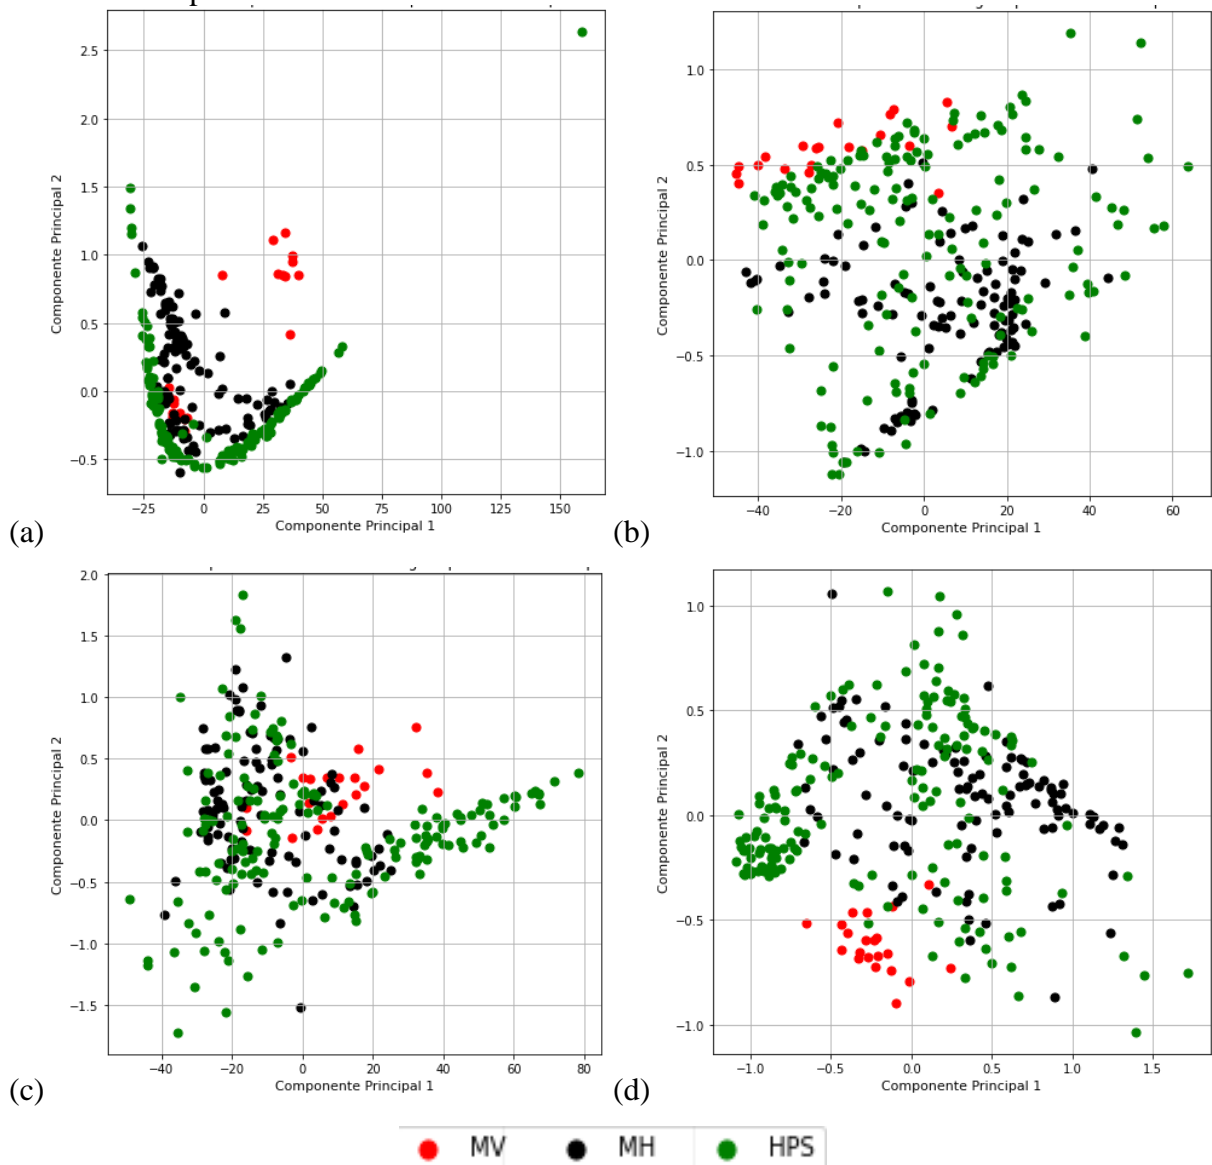 2.5
2.0
1.5
1.0
0.5
0.0
−0.5
Componente Principal 2
−25 0 25 50 75 100 125 150
Componente Principal 1
(a)
1.0
0.5
0.0
−0.5
−1.0
Componente Principal 2
−40 −20 0 20 40 60
Componente Principal 1
(b)
2.0
1.5
1.0
0.5
0.0
−0.5
−1.0
−1.5
Componente Principal 2
−40 −20 0 20 40 60 80
Componente Principal 1
(c)
1.0
0.5
0.0
−0.5
−1.0
Componente Principal 2
−1.0 −0.5 0.0 0.5 1.0 1.5
Componente Principal 1
(d)
MV MH HPS